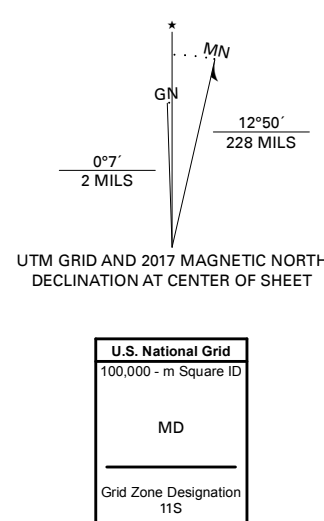 MN
GN
12°50´
228 MILS
0°7´
2 MILS
UTM GRID AND 2017 MAGNETIC NORTH
DECLINATION AT CENTER OF SHEET
U.S. National Grid
100,000 - m Square ID
MD
Grid Zone Designation
11S